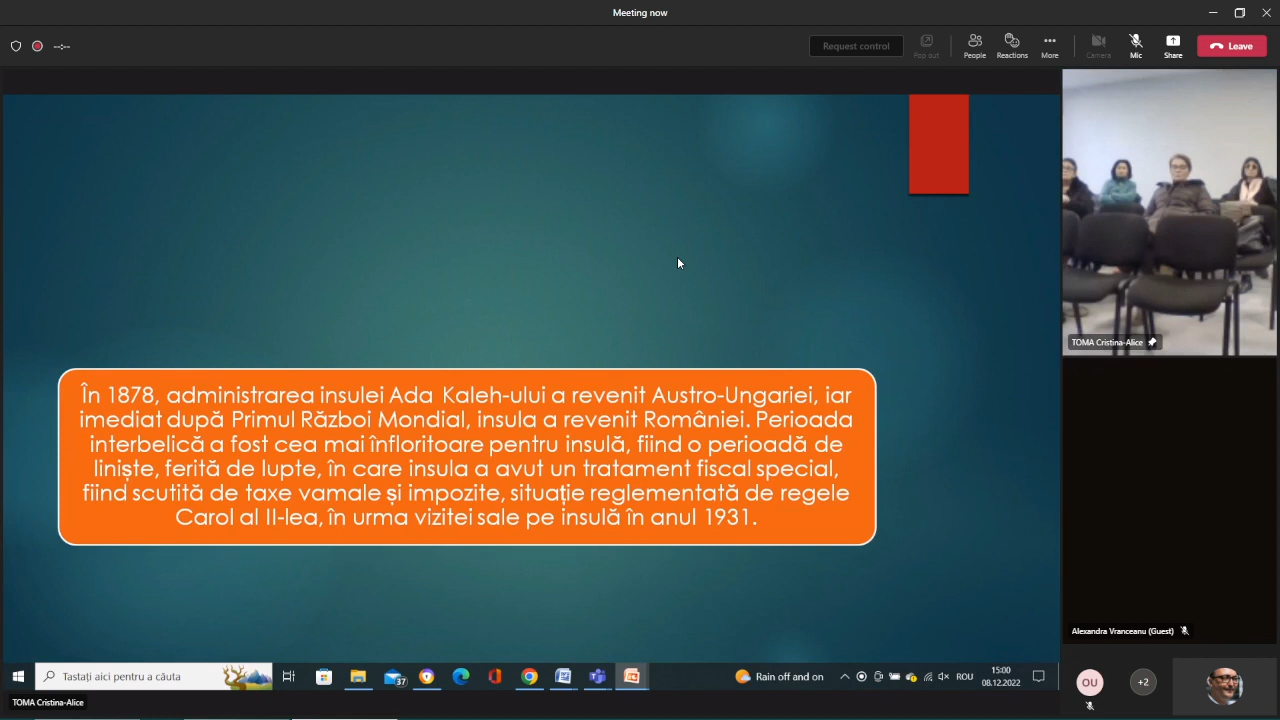 Meeting now
--:--
Request control
Pop out
People
Reactions
More
Camera
Mic
Share
Leave
În 1878, administrarea insulei Ada Kaleh-ului a revenit Austro-Ungariei, iar
imediat după Primul Război Mondial, insula a revenit României. Perioada
interbelică a fost cea mai înfloritoare pentru insulă, fiind o perioadă de
liniște, ferită de lupte, în care insula a avut un tratament fiscal special,
fiind scutită de taxe vamale și impozite, situație reglementată de regele
Carol al II-lea, în urma vizitei sale pe insulă în anul 1931.
TOMA Cristina-Alice
Alexandra Vranceanu (Guest)
Tastați aici pentru a căuta
37
Rain off and on
ROU
15:00
08.12.2022
OU
+2
TOMA Cristina-Alice